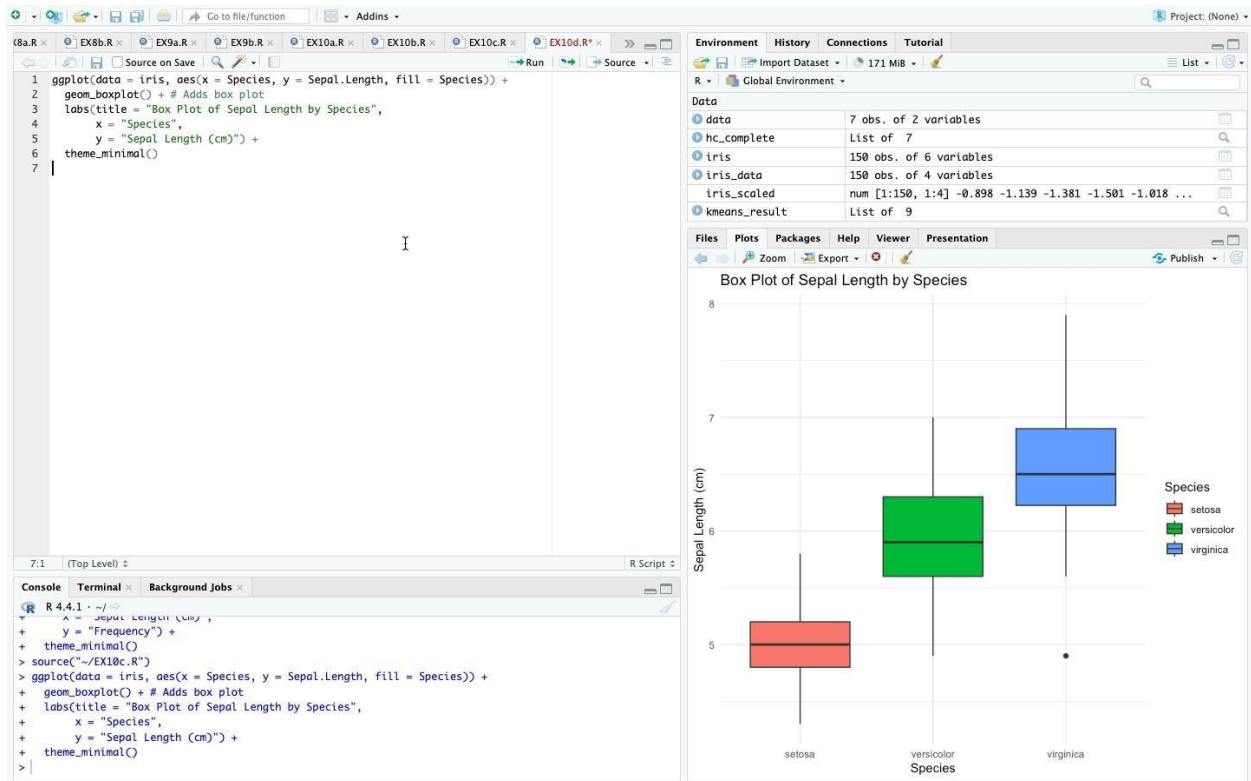 Go to file/function
Addins
Project: (None)
(8a.R EX8b.R EX9a.R EX9b.R EX10a.R EX10b.R EX10c.R EX10d.R*
Source on Save Run Source
1 ggplot(data = iris, aes(x = Species, y = Sepal.Length, fill = Species)) +
2 geom_boxplot() + # Adds box plot
3 labs(title = "Box Plot of Sepal Length by Species",
4 x = "Species",
5 y = "Sepal Length (cm)") +
6 theme_minimal()
7
7:1 (Top Level) R Script
Console Terminal Background Jobs
R 4.4.1 · ~/
+ x = "Sepal Length (cm)",
+ y = "Frequency") +
+ theme_minimal()
> source("~/EX10c.R")
> ggplot(data = iris, aes(x = Species, y = Sepal.Length, fill = Species)) +
+ geom_boxplot() + # Adds box plot
+ labs(title = "Box Plot of Sepal Length by Species",
+ x = "Species",
+ y = "Sepal Length (cm)") +
+ theme_minimal()
>
Environment History Connections Tutorial
Import Dataset 171 MiB List
R Global Environment
Data
data 7 obs. of 2 variables
hc_complete List of 7
iris 150 obs. of 6 variables
iris_data 150 obs. of 4 variables
iris_scaled num [1:150, 1:4] -0.898 -1.139 -1.381 -1.501 -1.018 ...
kmeans_result List of 9
Files Plots Packages Help Viewer Presentation
Zoom Export Publish
Box Plot of Sepal Length by Species
8
7
6
5
Sepal Length (cm)
setosa versicolor virginica
Species
Species
setosa
versicolor
virginica